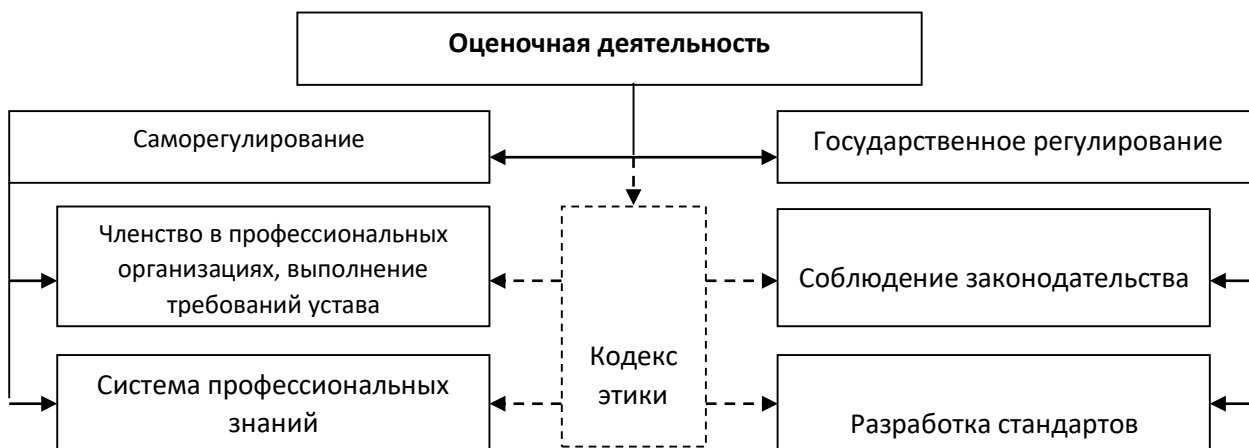 Оценочная деятельность
Саморегулирование
Государственное регулирование
Членство в профессиональных
организациях, выполнение
требований устава
Соблюдение законодательства
Кодекс
этики
Система профессиональных
знаний
Разработка стандартов